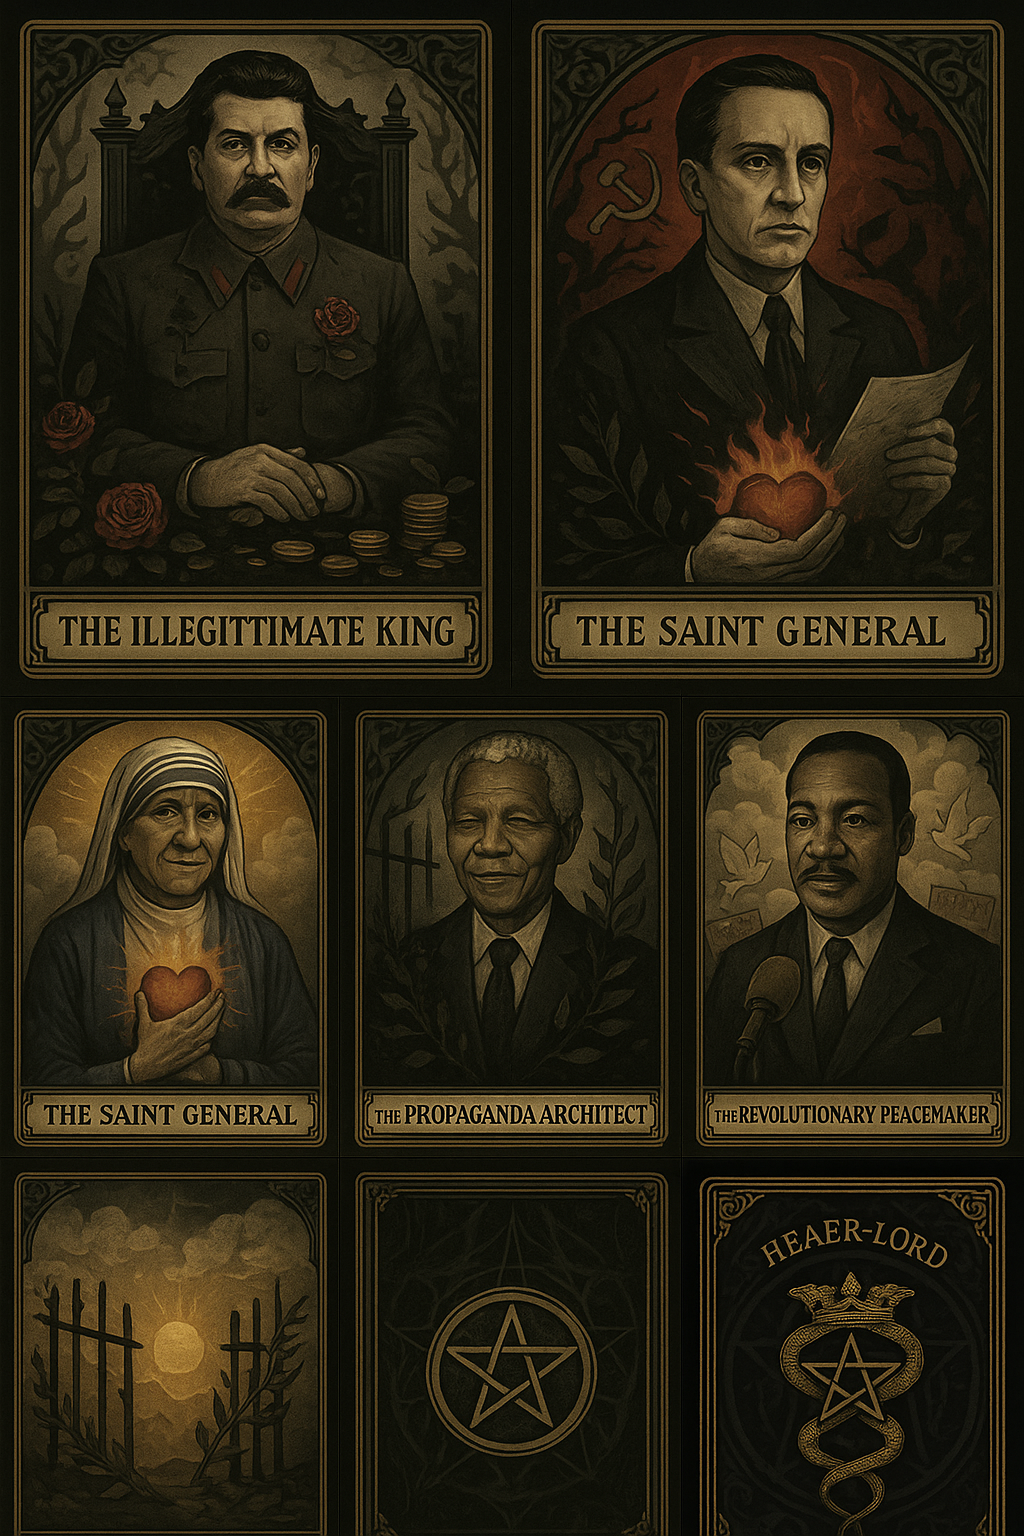 THE ILLEGITTIMATE KING
THE SAINT GENERAL
THE SAINT GENERAL
THE PROPAGANDA ARCHITECT
THE REVOLUTIONARY PEACEMAKER
HEAER-LORD